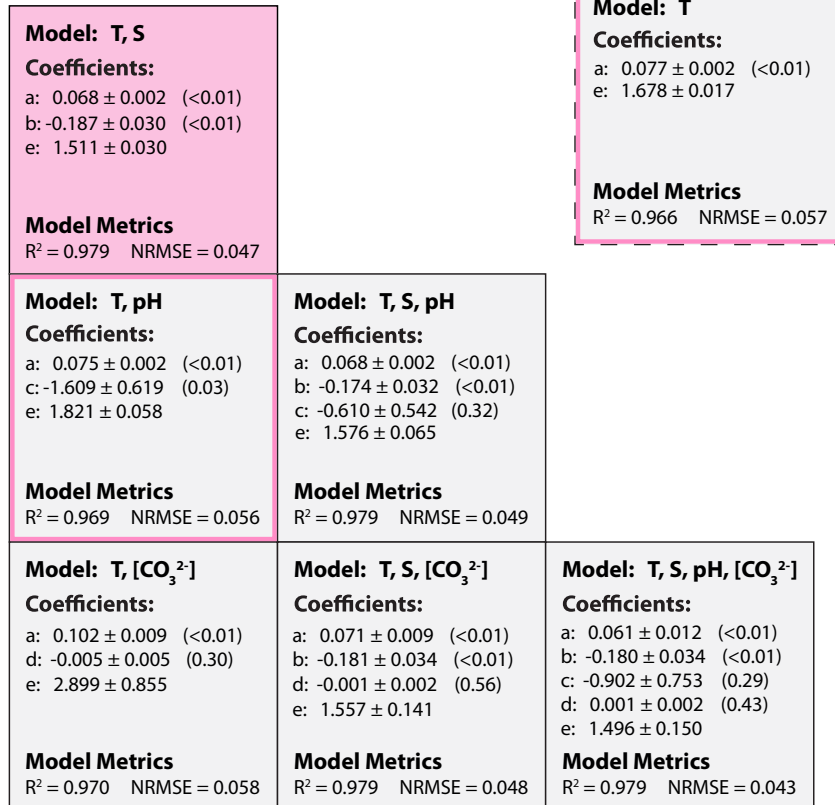 Model: T, S
Coefficients:
a: 0.068 ± 0.002 (<0.01)
b: -0.187 ± 0.030 (<0.01)
e: 1.511 ± 0.030
Model Metrics
R² = 0.979 NRMSE = 0.047
Model: T
Coefficients:
a: 0.077 ± 0.002 (<0.01)
e: 1.678 ± 0.017
Model Metrics
R² = 0.966 NRMSE = 0.057
Model: T, pH
Coefficients:
a: 0.075 ± 0.002 (<0.01)
c: -1.609 ± 0.619 (0.03)
e: 1.821 ± 0.058
Model Metrics
R² = 0.969 NRMSE = 0.056
Model: T, S, pH
Coefficients:
a: 0.068 ± 0.002 (<0.01)
b: -0.174 ± 0.032 (<0.01)
c: -0.610 ± 0.542 (0.32)
e: 1.576 ± 0.065
Model Metrics
R² = 0.979 NRMSE = 0.049
Model: T, [CO₃²⁻]
Coefficients:
a: 0.102 ± 0.009 (<0.01)
d: -0.005 ± 0.005 (0.30)
e: 2.899 ± 0.855
Model Metrics
R² = 0.970 NRMSE = 0.058
Model: T, S, [CO₃²⁻]
Coefficients:
a: 0.071 ± 0.009 (<0.01)
b: -0.181 ± 0.034 (<0.01)
d: -0.001 ± 0.002 (0.56)
e: 1.557 ± 0.141
Model Metrics
R² = 0.979 NRMSE = 0.048
Model: T, S, pH, [CO₃²⁻]
Coefficients:
a: 0.061 ± 0.012 (<0.01)
b: -0.180 ± 0.034 (<0.01)
c: -0.902 ± 0.753 (0.29)
d: 0.001 ± 0.002 (0.43)
e: 1.496 ± 0.150
Model Metrics
R² = 0.979 NRMSE = 0.043